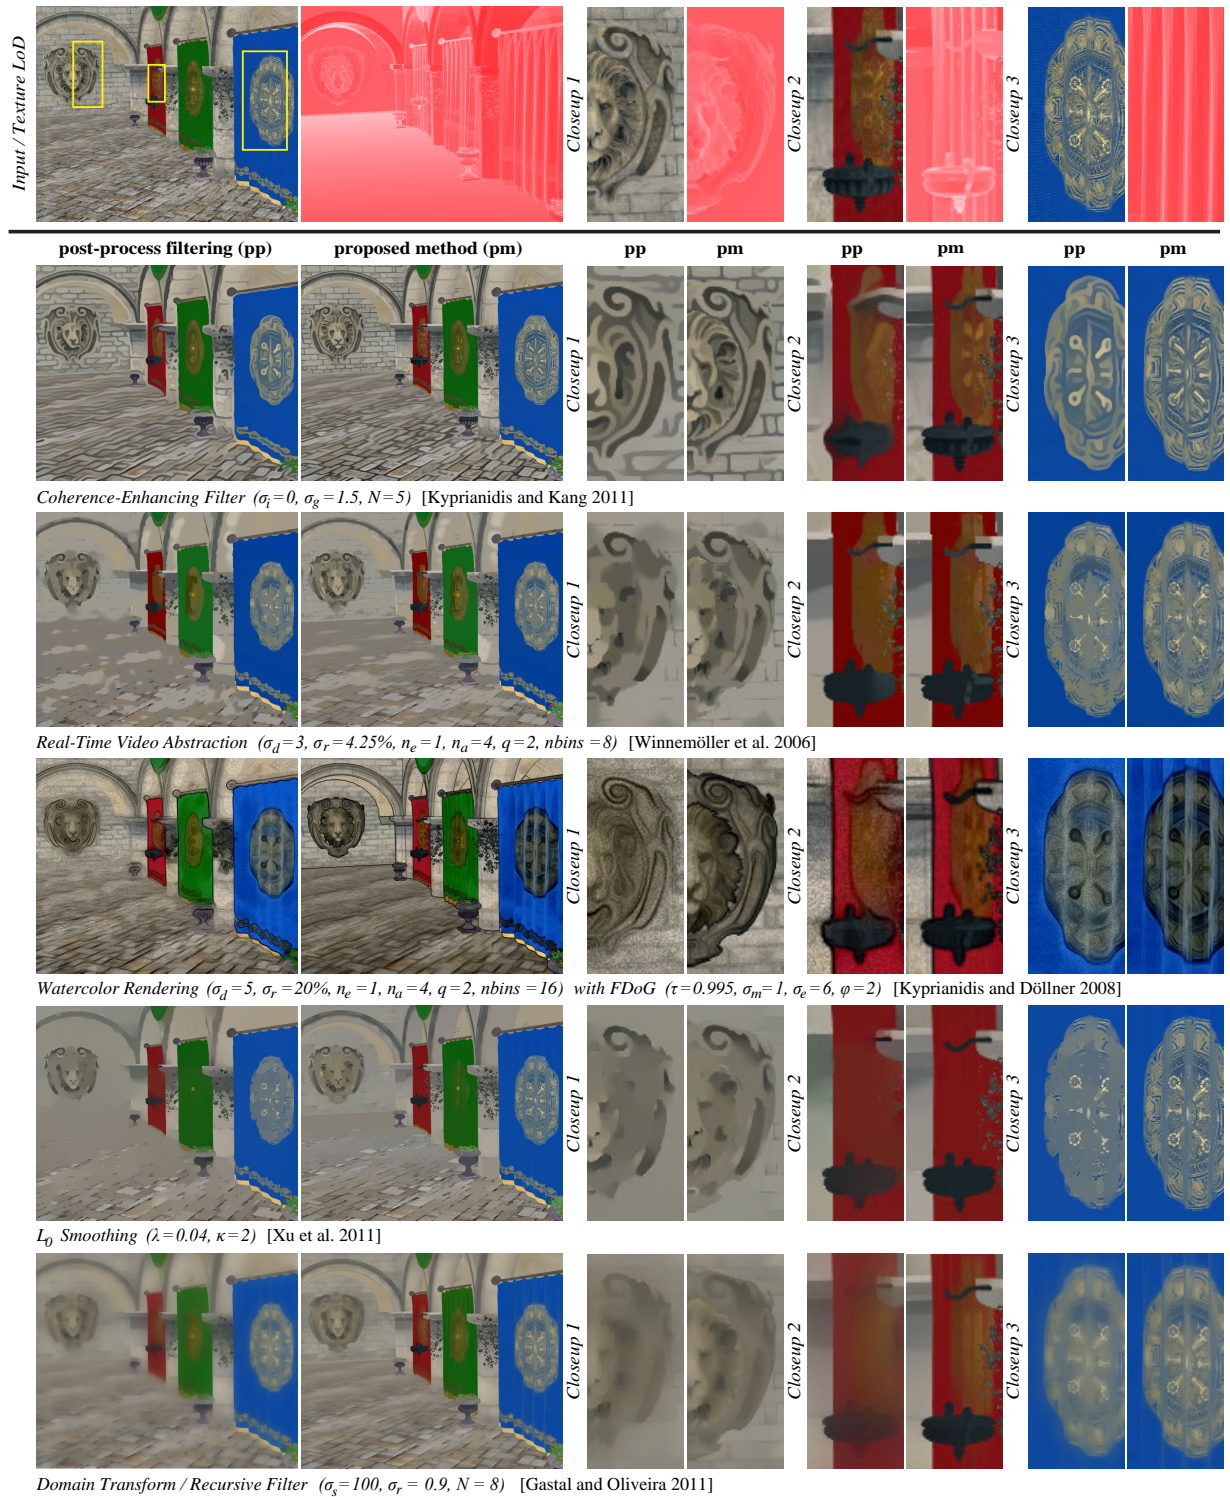 Input / Texture LoD
Closeup 1
Closeup 2
Closeup 3
post-process filtering (pp)
proposed method (pm)
pp
pm
pp
pm
pp
pm
Closeup 1
Closeup 2
Closeup 3
Coherence-Enhancing Filter (σi=0, σg=1.5, N=5) [Kyprianidis and Kang 2011]
Closeup 1
Closeup 2
Closeup 3
Real-Time Video Abstraction (σd=3, σr=4.25%, ne=1, na=4, q=2, nbins =8) [Winnemöller et al. 2006]
Closeup 1
Closeup 2
Closeup 3
Watercolor Rendering (σd=5, σr=20%, ne=1, na=4, q=2, nbins=16) with FDoG (τ=0.995, σm=1, σe=6, φ=2) [Kyprianidis and Döllner 2008]
Closeup 1
Closeup 2
Closeup 3
L0 Smoothing (λ=0.04, κ=2) [Xu et al. 2011]
Closeup 1
Closeup 2
Closeup 3
Domain Transform / Recursive Filter (σs=100, σr = 0.9, N = 8) [Gastal and Oliveira 2011]